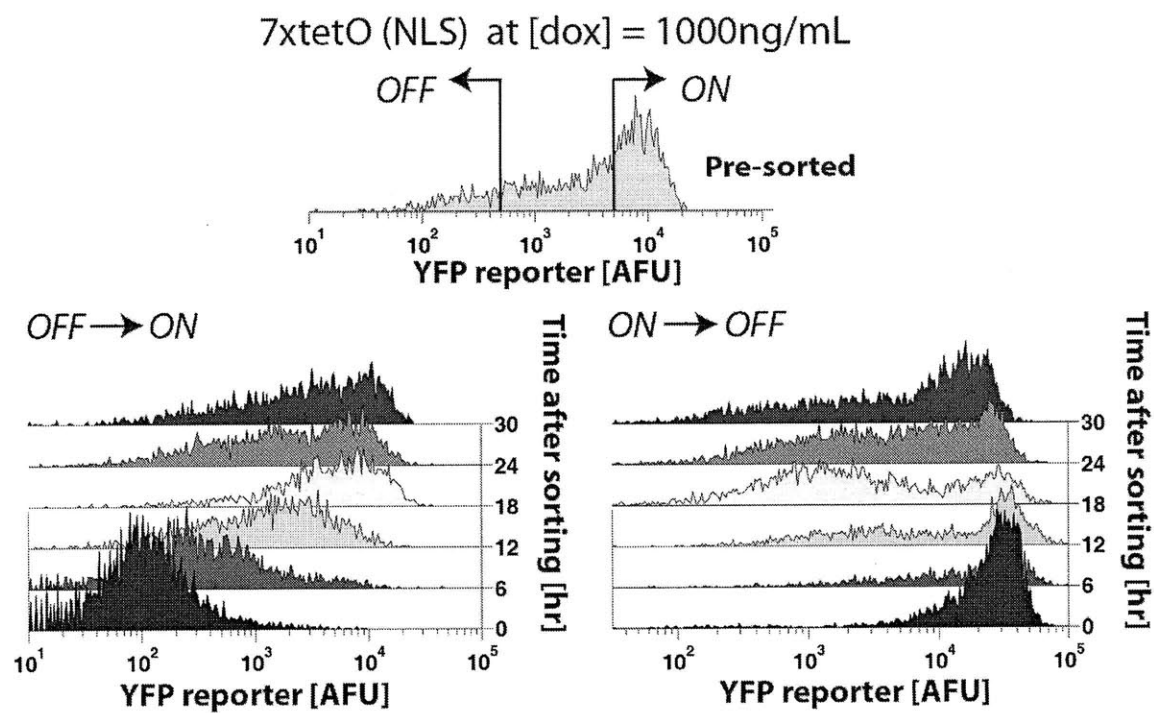 7xtetO (NLS) at [dox] = 1000ng/mL
OFF
ON
Pre-sorted
10^1 10^2 10^3 10^4 10^5
YFP reporter [AFU]
OFF → ON
30
24
18
12
6
0
Time after sorting [hr]
10^1 10^2 10^3 10^4 10^5
YFP reporter [AFU]
ON → OFF
30
24
18
12
6
0
Time after sorting [hr]
10^2 10^3 10^4 10^5
YFP reporter [AFU]